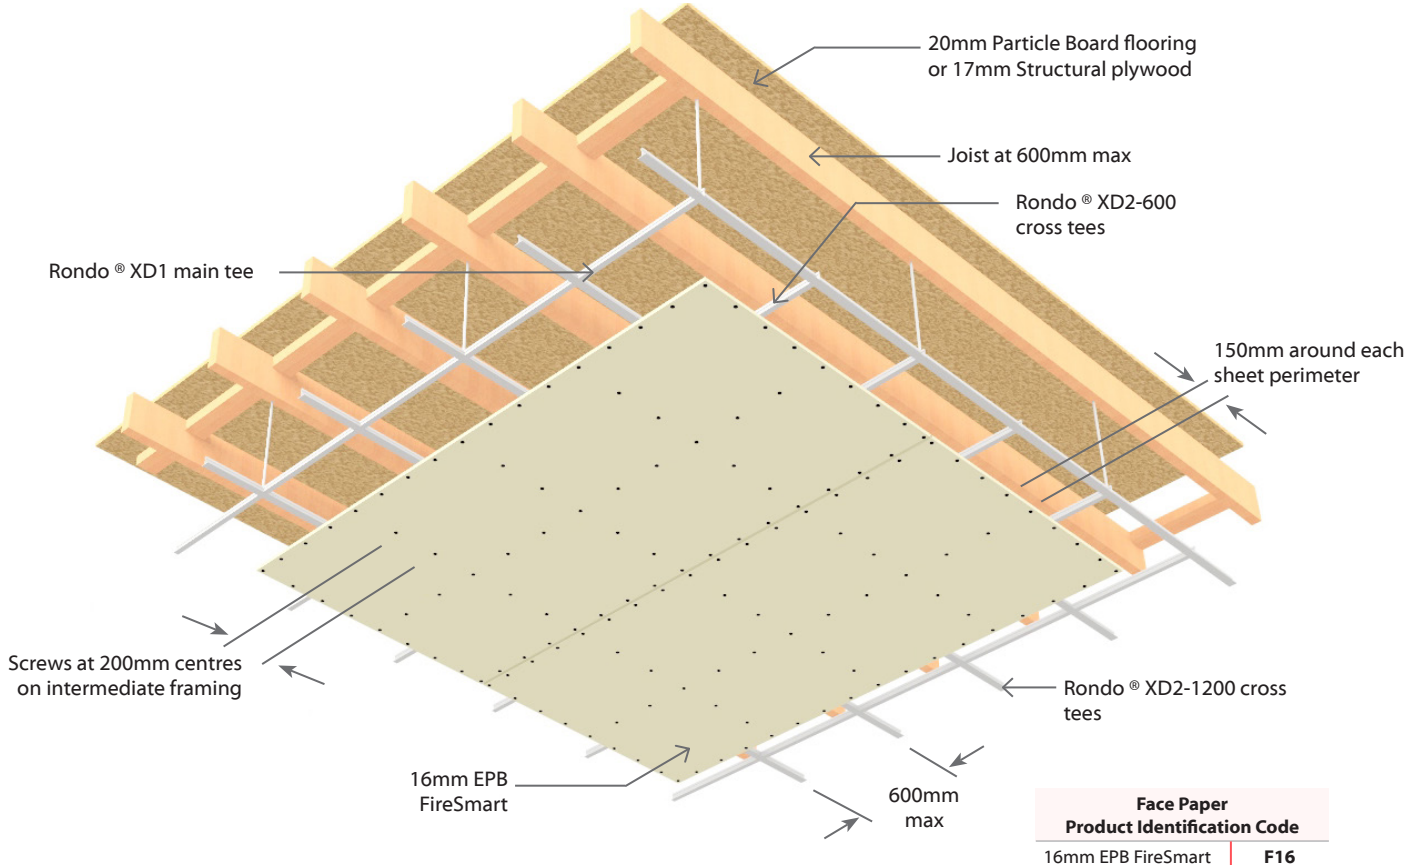 20mm Particle Board flooring
or 17mm Structural plywood
Joist at 600mm max
Rondo ® XD2-600
cross tees
Rondo ® XD1 main tee
150mm around each
sheet perimeter
Screws at 200mm centres
on intermediate framing
Rondo ® XD2-1200 cross
tees
16mm EPB
FireSmart
600mm
max
Face Paper
Product Identification Code
16mm EPB FireSmart F16